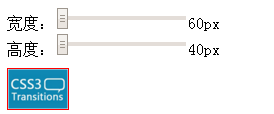 宽度： 60px
高度： 40px
CSS3
Transitions